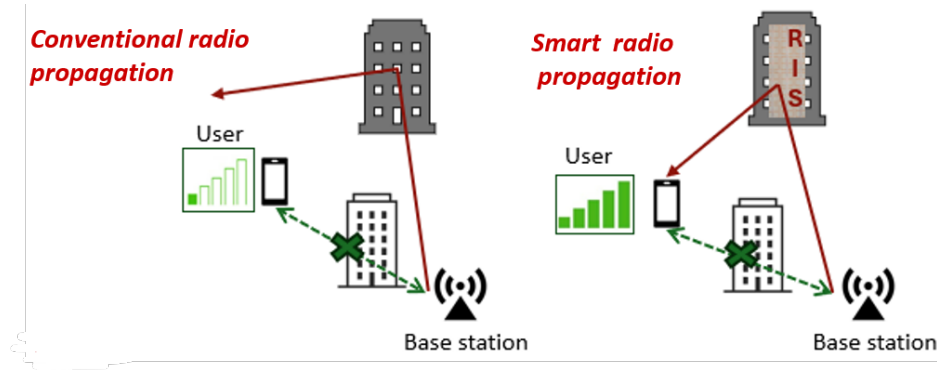 Conventional radio
propagation
User
Base station
Smart radio
propagation
R
I
S
User
Base station